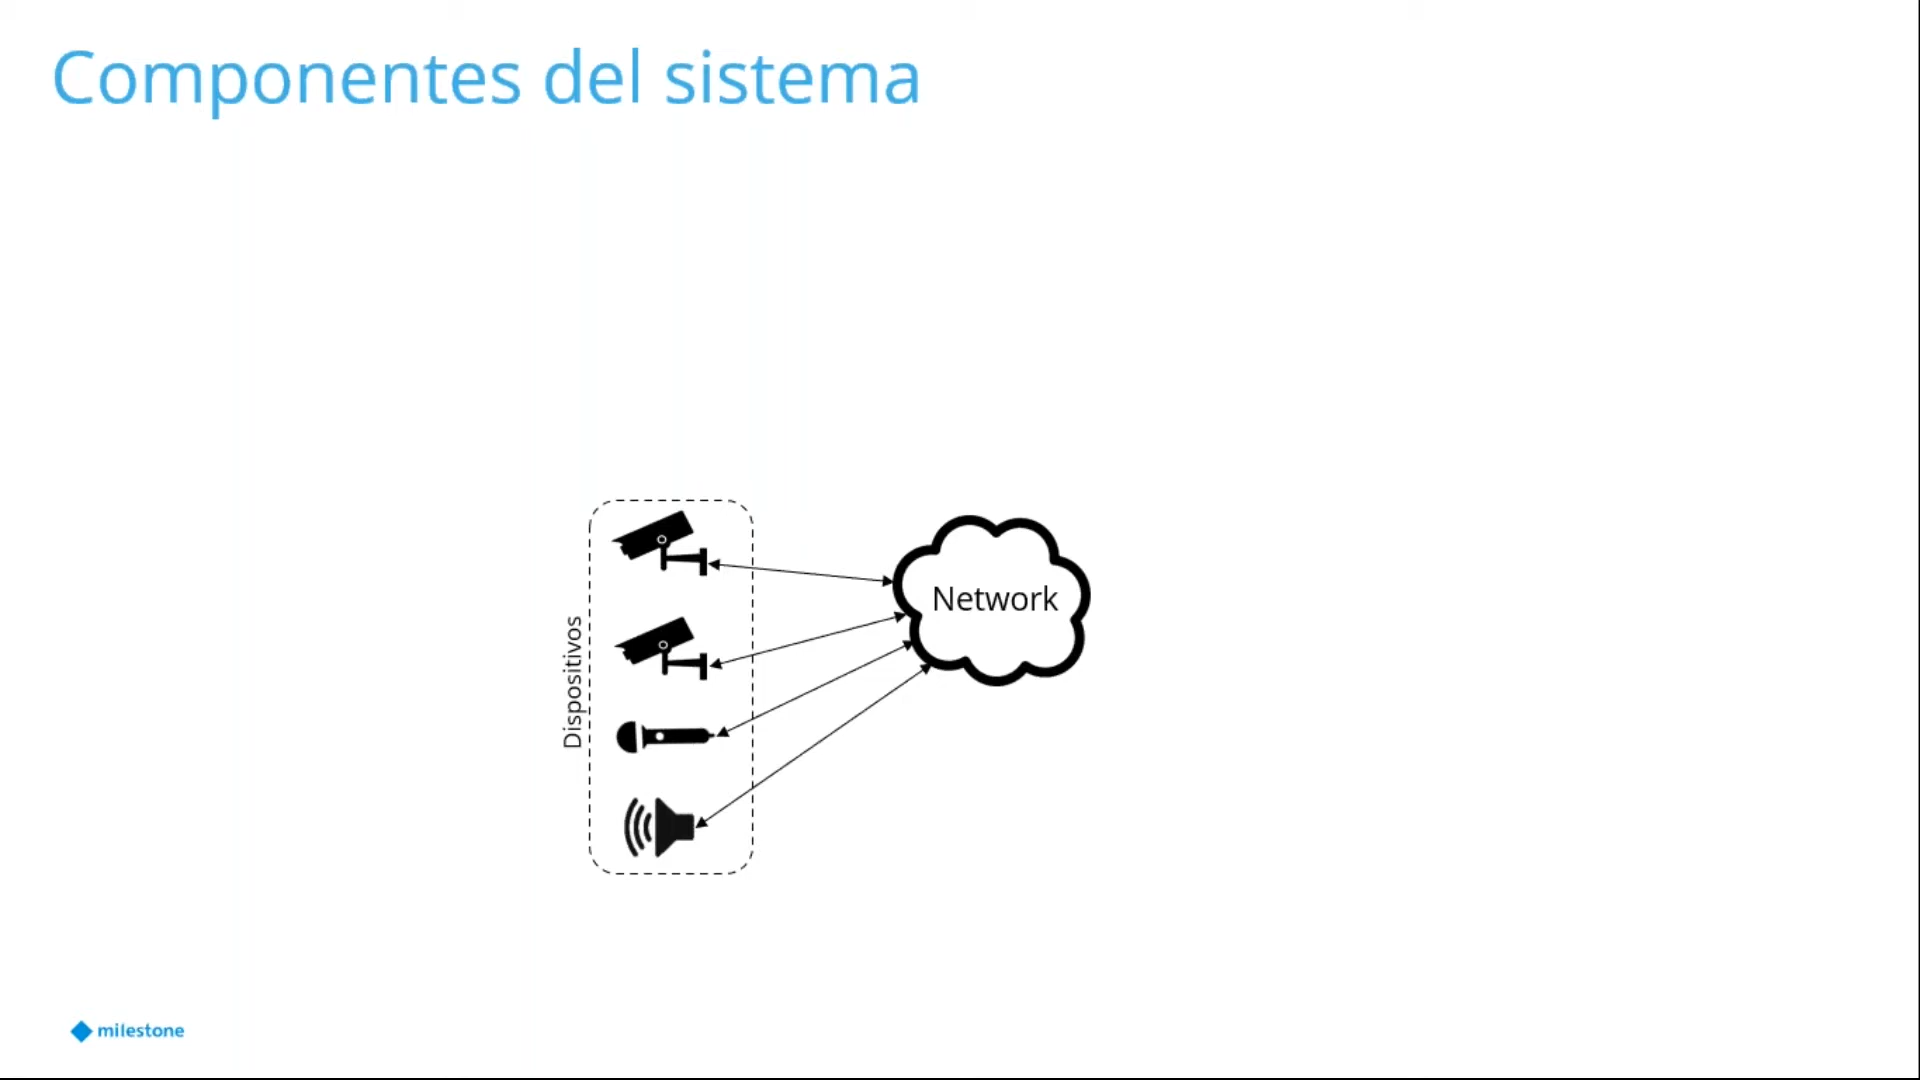 Componentes del sistema
Dispositivos
Network
milestone